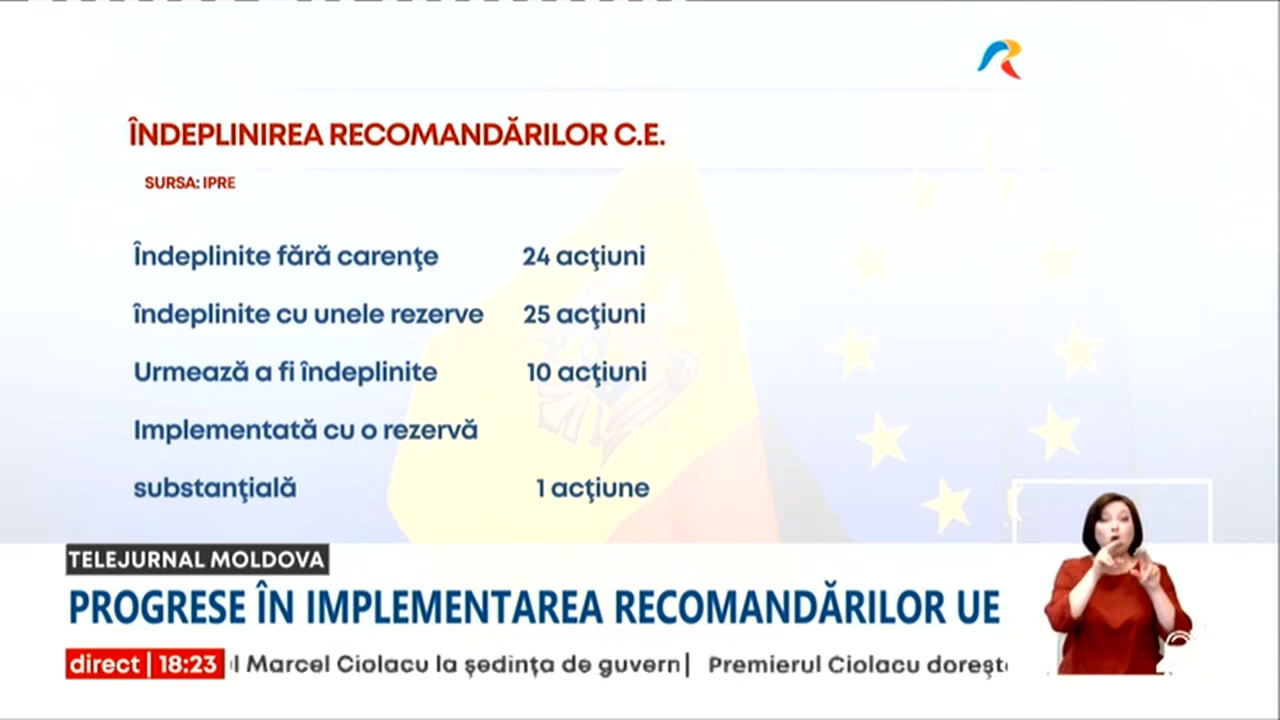 ÎNDEPLINIREA RECOMANDĂRILOR C.E.
SURSA: IPRE
Îndeplinite fără carenţe 24 acţiuni
îndeplinite cu unele rezerve 25 acţiuni
Urmează a fi îndeplinite 10 acţiuni
Implementată cu o rezervă
substanţială 1 acţiune
TELEJURNAL MOLDOVA
PROGRESE ÎN IMPLEMENTAREA RECOMANDĂRILOR UE
direct | 18:23 l Marcel Ciolacu la ședința de guvern| Premierul Ciolacu dorește